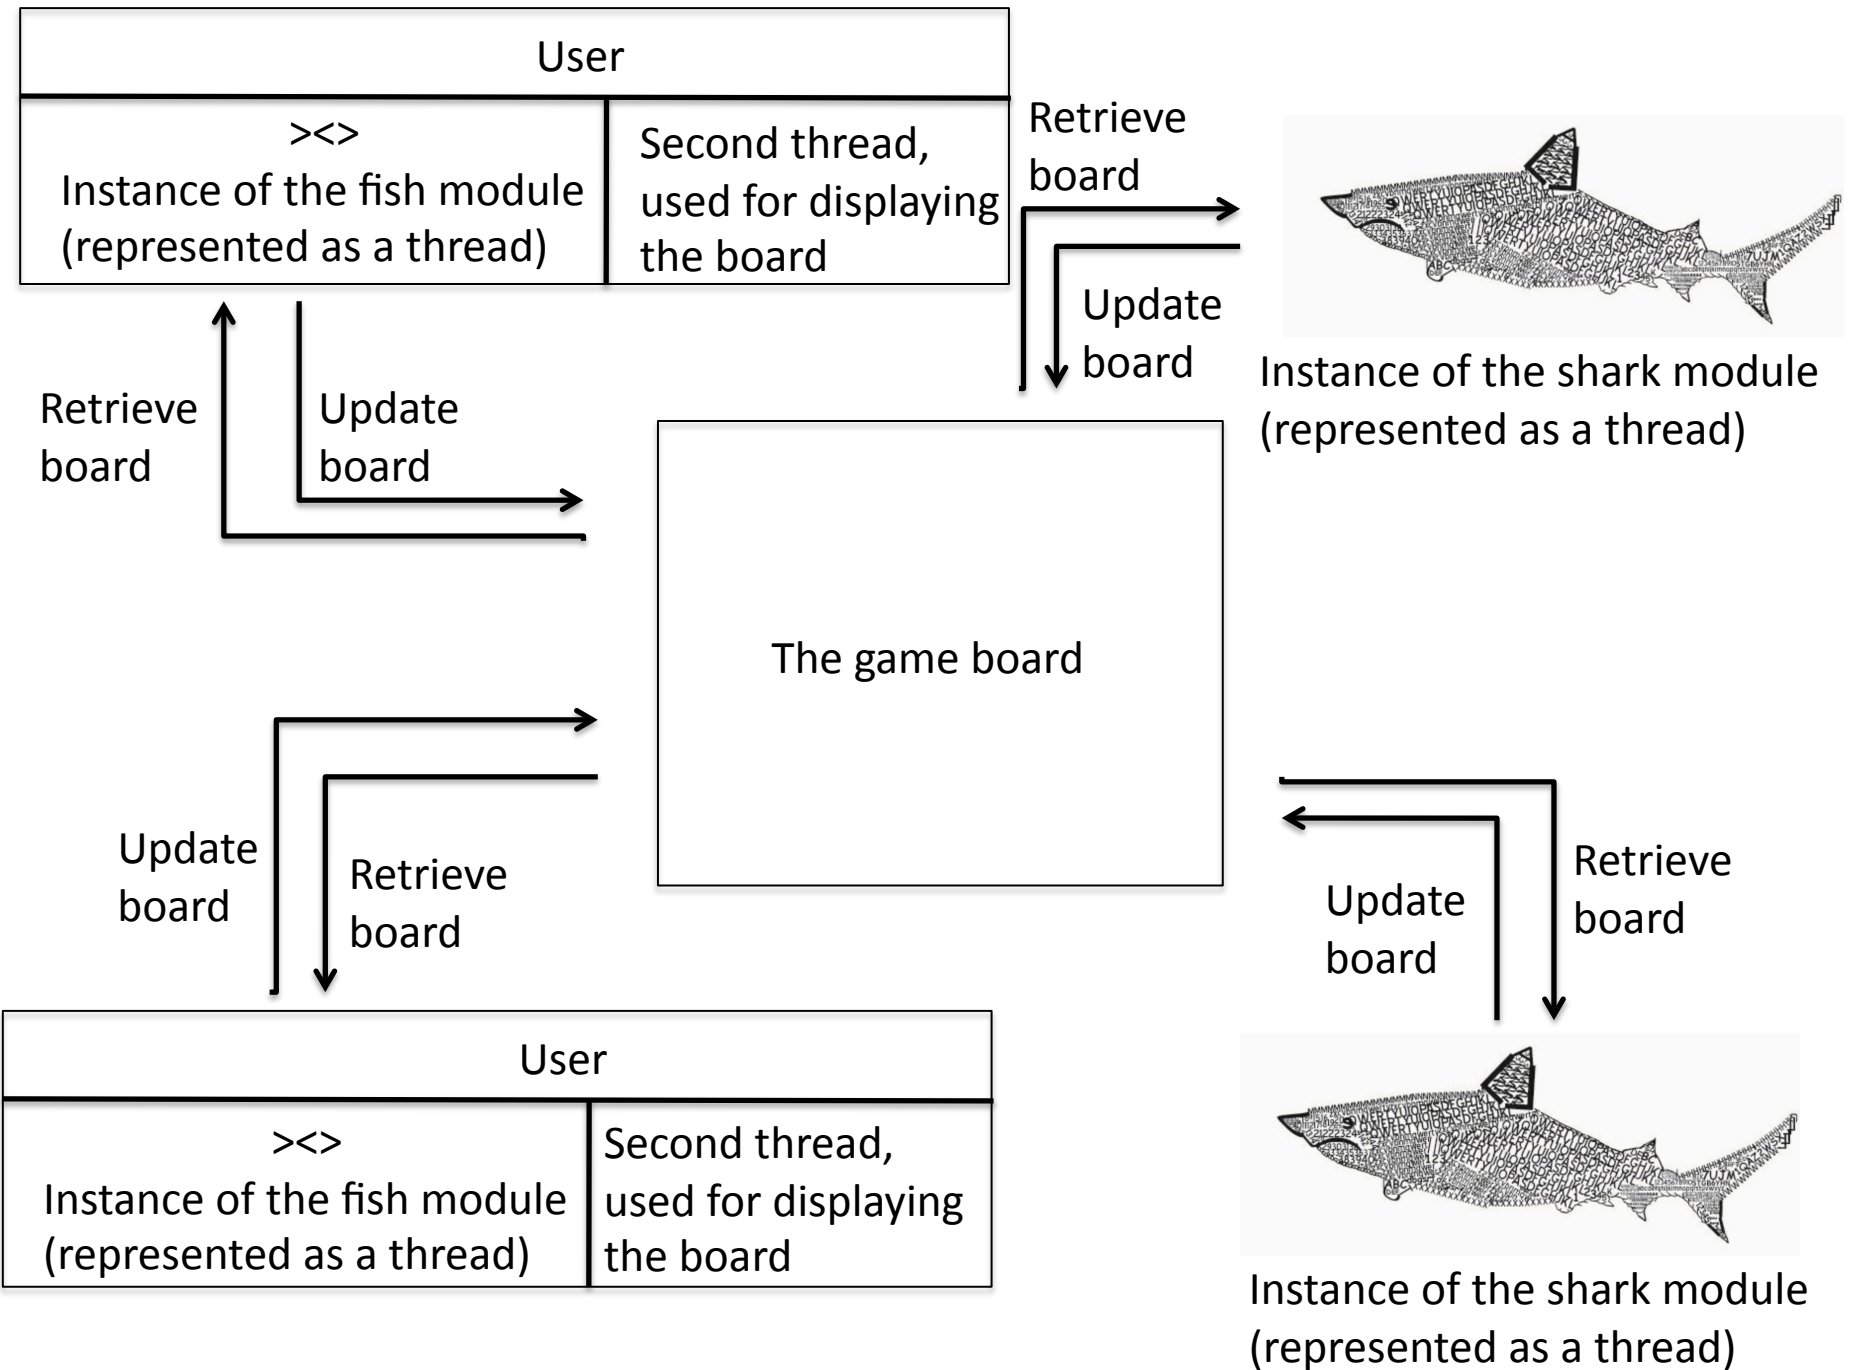 User
><>
Instance of the fish module
(represented as a thread)
Second thread,
used for displaying
the board
Retrieve
board
Update
board
Instance of the shark module
(represented as a thread)
Retrieve
board
Update
board
The game board
Update
board
Retrieve
board
Retrieve
board
Update
board
User
><>
Instance of the fish module
(represented as a thread)
Second thread,
used for displaying
the board
Instance of the shark module
(represented as a thread)